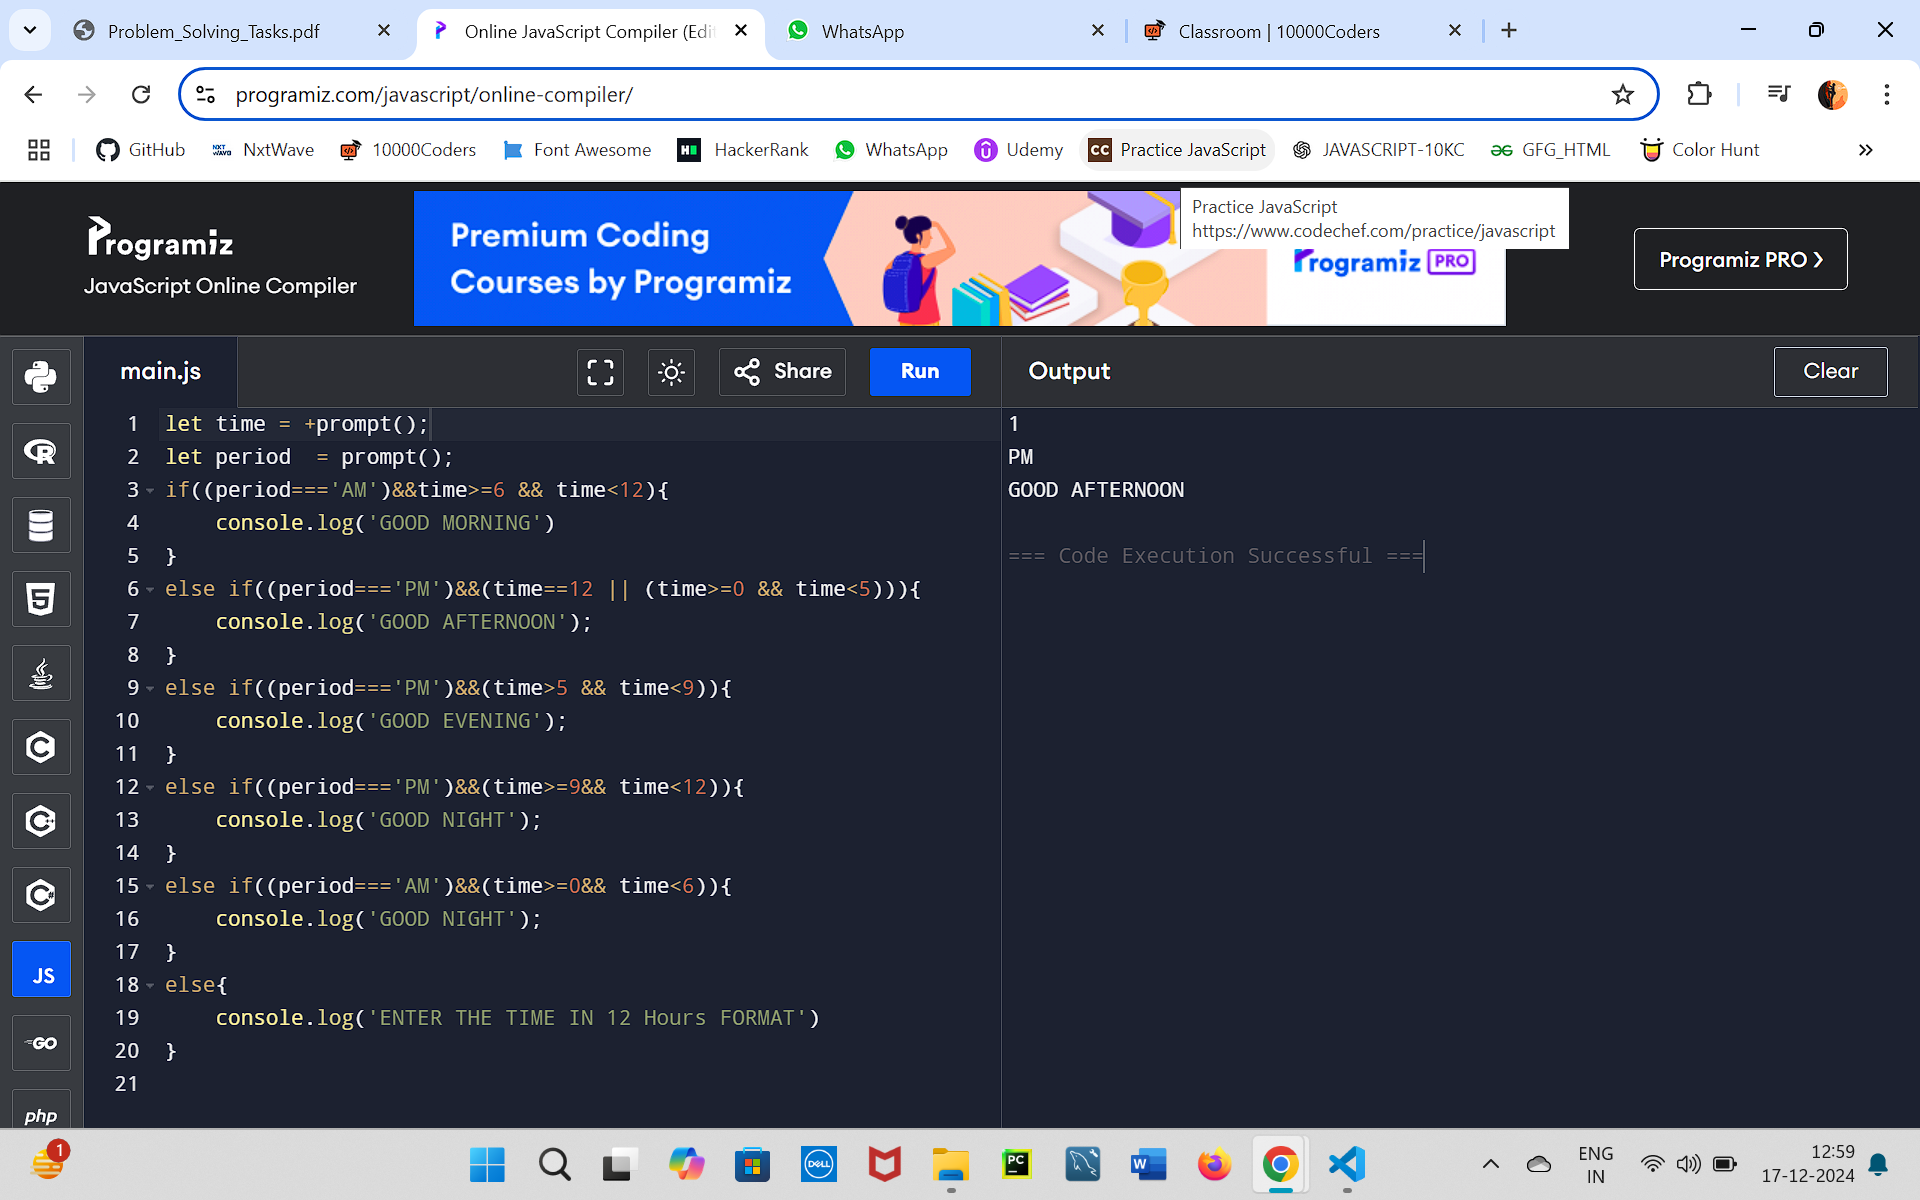 Problem_Solving_Tasks.pdf
Online JavaScript Compiler (Edi
WhatsApp
Classroom | 10000Coders
programiz.com/javascript/online-compiler/
GitHub
NXT WAVE
NxtWave
10000Coders
Font Awesome
H
HackerRank
WhatsApp
Udemy
CC
Practice JavaScript
JAVASCRIPT-10KC
GFG_HTML
Color Hunt
Programiz
JavaScript Online Compiler
Premium Coding
Courses by Programiz
Practice JavaScript
https://www.codechef.com/practice/javascript
Programiz PRO
Programiz PRO ❯
main.js
Share
Run
Output
Clear
1 let time = +prompt();
2 let period  = prompt();
3 if((period==='AM')&&time>=6 && time<12){
4     console.log('GOOD MORNING')
5 }
6 else if((period==='PM')&&(time==12 || (time>=0 && time<5))){
7     console.log('GOOD AFTERNOON');
8 }
9 else if((period==='PM')&&(time>5 && time<9)){
10     console.log('GOOD EVENING');
11 }
12 else if((period==='PM')&&(time>=9&& time<12)){
13     console.log('GOOD NIGHT');
14 }
15 else if((period==='AM')&&(time>=0&& time<6)){
16     console.log('GOOD NIGHT');
17 }
18 else{
19     console.log('ENTER THE TIME IN 12 Hours FORMAT')
20 }
21
1
PM
GOOD AFTERNOON
=== Code Execution Successful ===
R
5
C
C
C#
JS
GO
php
1
DELL
PC
W
ENG
IN
12:59
17-12-2024